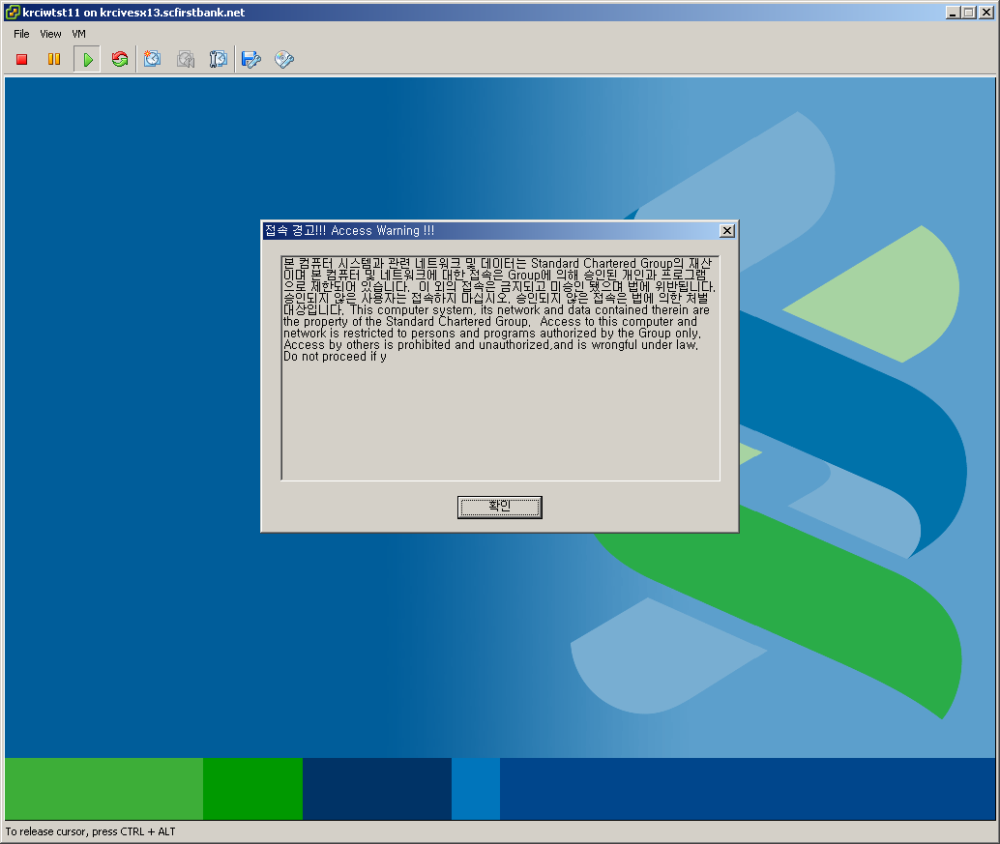 krciwtst11 on krcivesx13.scfirstbank.net
File View VM
접속 경고!!! Access Warning !!!
본 컴퓨터 시스템과 관련 네트워크 및 데이터는 Standard Chartered Group의 재산
이며 본 컴퓨터 및 네트워크에 대한 접속은 Group에 의해 승인된 개인과 프로그램
으로 제한되어 있습니다. 이 외의 접속은 금지되고 미승인 됐으며 법에 위반됩니다.
승인되지 않은 사용자는 접속하지 마십시오. 승인되지 않은 접속은 법에 의한 처벌
대상입니다. This computer system, its network and data contained therein are
the property of the Standard Chartered Group. Access to this computer and
network is restricted to persons and programs authorized by the Group only.
Access by others is prohibited and unauthorized,and is wrongful under law.
Do not proceed if y
확인
To release cursor, press CTRL + ALT